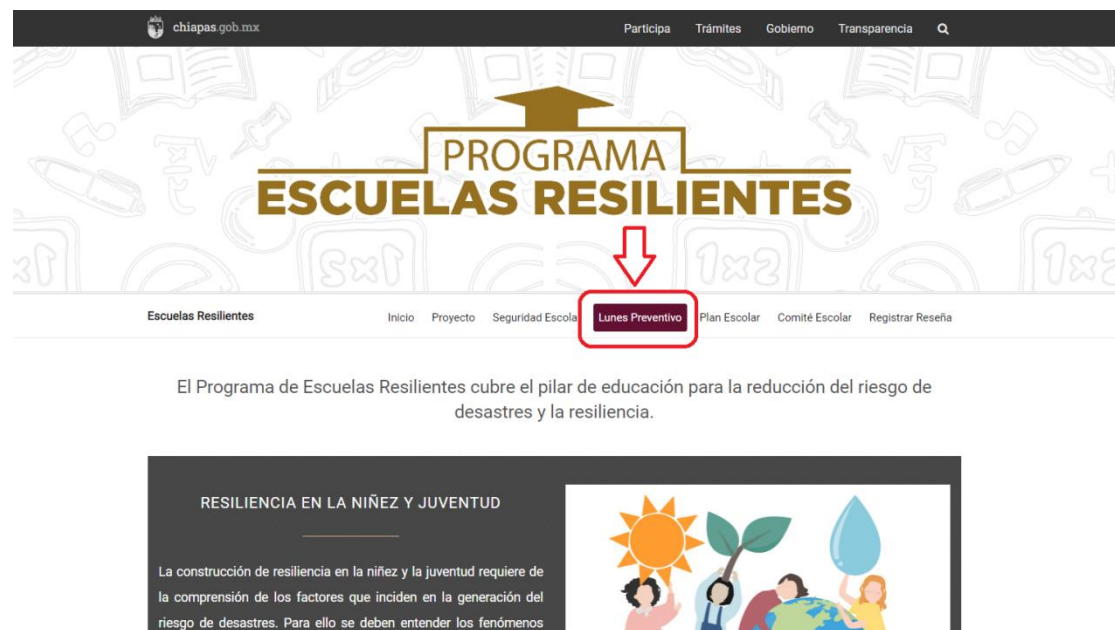 chiapas.gob.mx
Participa Trámites Gobierno Transparencia
PROGRAMA
ESCUELAS RESILIENTES
Escuelas Resilientes
Inicio Proyecto Seguridad Escola Lunes Preventivo Plan Escolar Comité Escolar Registrar Reseña
El Programa de Escuelas Resilientes cubre el pilar de educación para la reducción del riesgo de
desastres y la resiliencia.
RESILIENCIA EN LA NIÑEZ Y JUVENTUD
La construcción de resiliencia en la niñez y la juventud requiere de
la comprensión de los factores que inciden en la generación del
riesgo de desastres. Para ello se deben entender los fenómenos